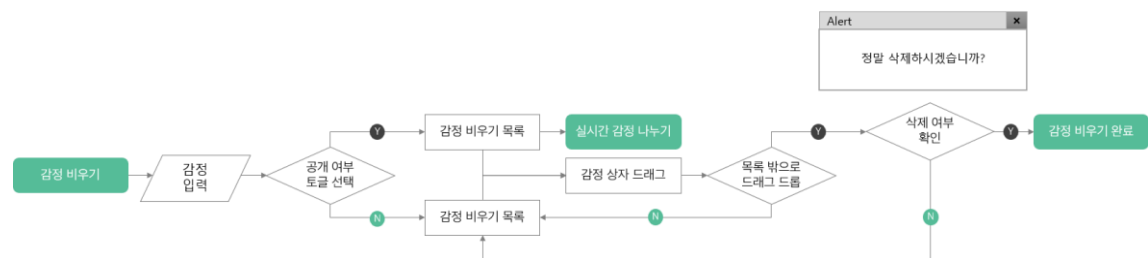 Alert
×
정말 삭제하시겠습니까?
감정 비우기
감정
입력
공개 여부
토글 선택
Y
감정 비우기 목록
실시간 감정 나누기
N
감정 비우기 목록
감정 상자 드래그
목록 밖으로
드래그 드롭
Y
N
삭제 여부
확인
Y
감정 비우기 완료
N